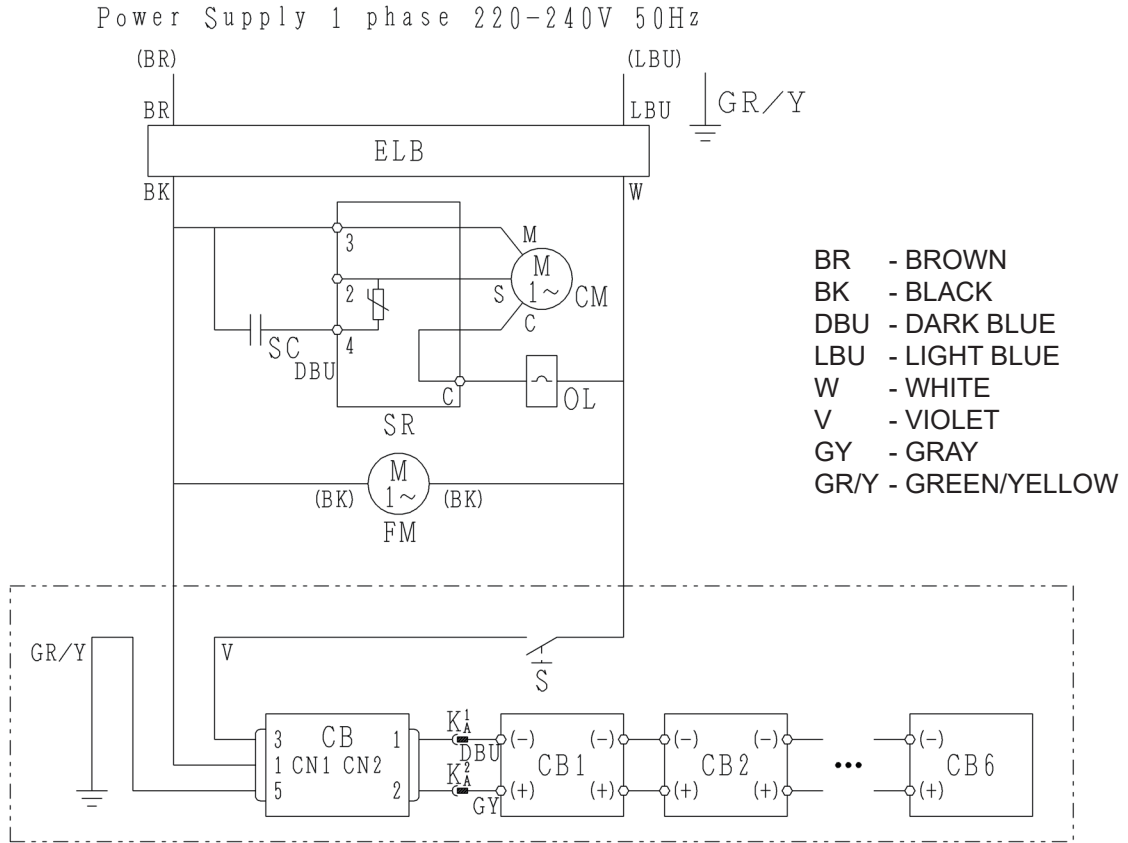 Power Supply 1 phase 220-240V 50Hz
(BR) (LBU)
BR LBU GR/Y
ELB
BK W
3 M
M
1~
2 S CM
C
SC 4
DBU
C OL
SR
M
1~
(BK) (BK)
FM
BR - BROWN
BK - BLACK
DBU - DARK BLUE
LBU - LIGHT BLUE
W - WHITE
V - VIOLET
GY - GRAY
GR/Y - GREEN/YELLOW
GR/Y V
S
3 CB 1 K1A DBU (-) (-) (-) (-) (-)
1 CN1 CN2 CB1 CB2 ••• CB6
5 2 K2A GY (+) (+) (+) (+) (+)